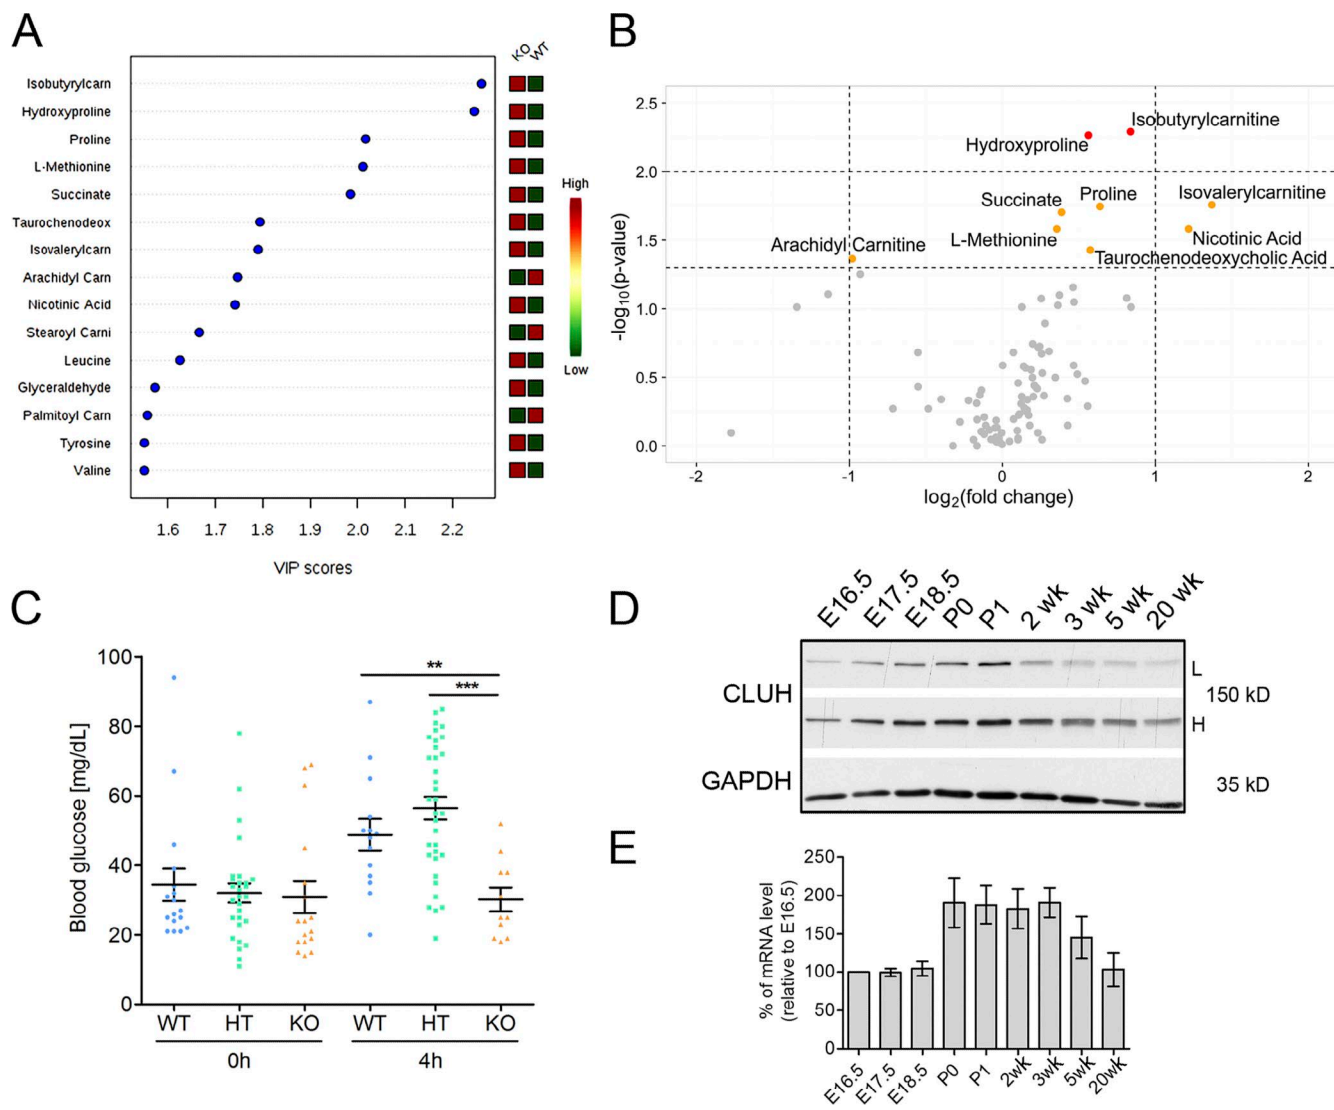 A
KO WT
Isobutyrylcarn
Hydroxyproline
Proline
L-Methionine
Succinate
Taurochenodeox
Isovalerylcarn
Arachidyl Carn
Nicotinic Acid
Stearoyl Carni
Leucine
Glyceraldehyde
Palmitoyl Carn
Tyrosine
Valine
High
Low
1.6 1.7 1.8 1.9 2.0 2.1 2.2
VIP scores
B
-log10(p-value)
2.5
2.0
1.5
1.0
0.5
0.0
Isobutyrylcarnitine
Hydroxyproline
Isovalerylcarnitine
Succinate Proline
L-Methionine
Nicotinic Acid
Arachidyl Carnitine
Taurochenodeoxycholic Acid
-2 -1 0 1 2
log2(fold change)
C
Blood glucose [mg/dL]
100
80
60
40
20
0
**
***
WT HT KO WT HT KO
0h 4h
D
E16.5 E17.5 E18.5 P0 P1 2 wk 3 wk 5 wk 20 wk
CLUH
L
150 kD
H
GAPDH
35 kD
E
% of mRNA level
(relative to E16.5)
250
200
150
100
50
0
E16.5 E17.5 E18.5 P0 P1 2wk 3wk 5wk 20wk